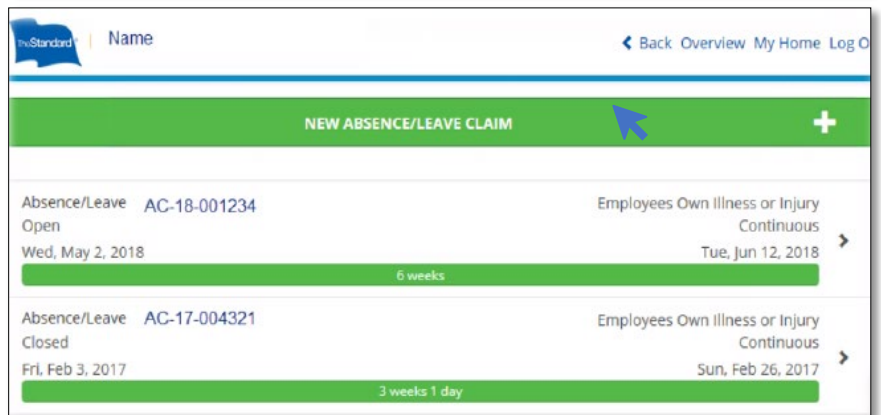 TheStandard
Name
Back Overview My Home Log O
NEW ABSENCE/LEAVE CLAIM
Absence/Leave AC-18-001234 Employees Own Illness or Injury
Open Continuous
Wed, May 2, 2018 Tue, Jun 12, 2018
6 weeks
Absence/Leave AC-17-004321 Employees Own Illness or Injury
Closed Continuous
Fri, Feb 3, 2017 Sun, Feb 26, 2017
3 weeks 1 day